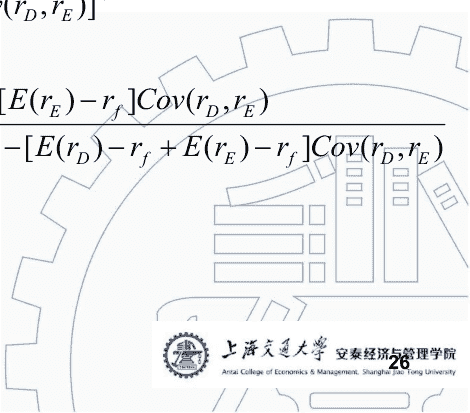 (r_D, r_E)]
[E(r_E) − r_f]Cov(r_D, r_E)
−[E(r_D) − r_f + E(r_E) − r_f]Cov(r_D, r_E)
上海交通大学 安泰经济与管理学院
26
Antai College of Economics & Management, Shanghai Jiao Tong University